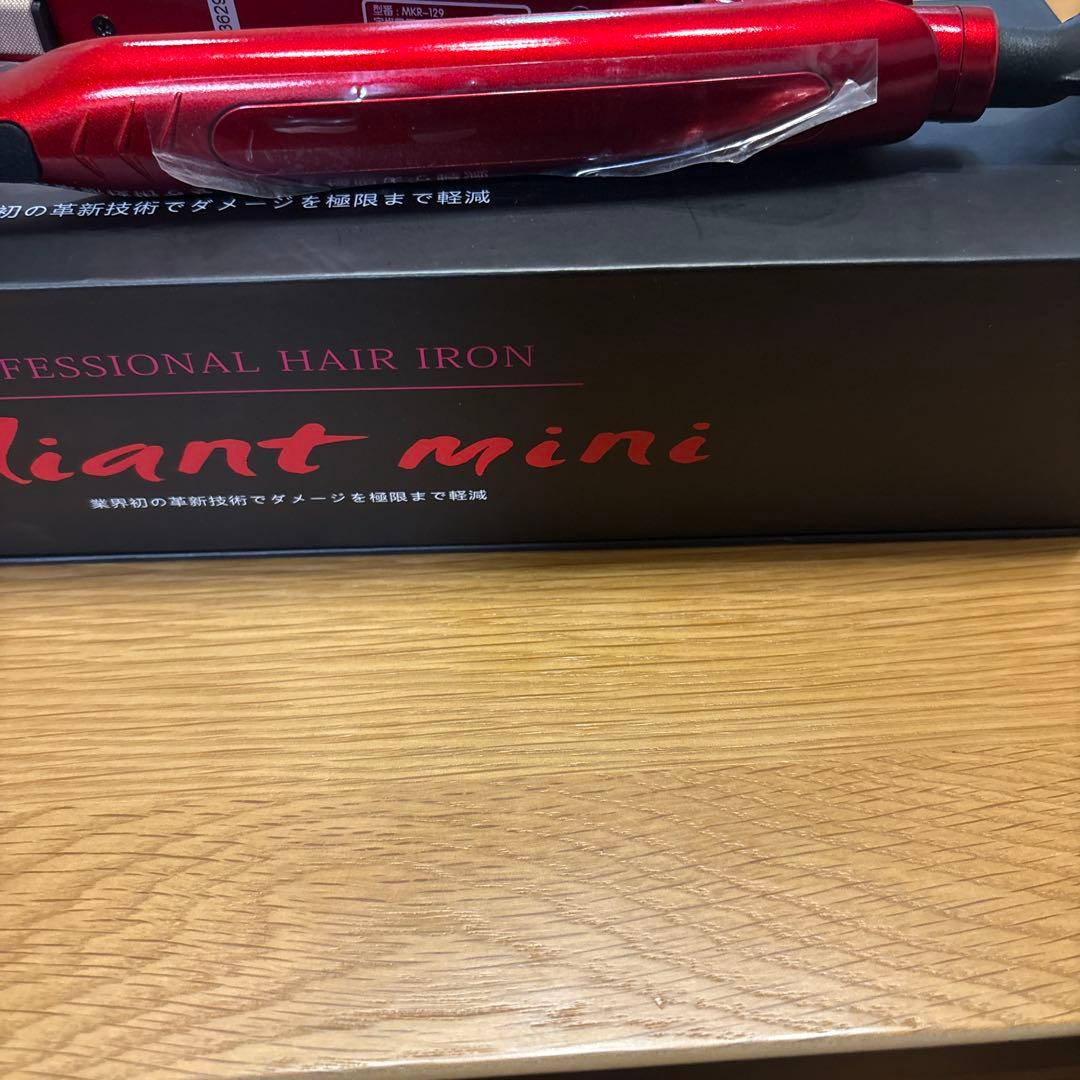 3629
型器 : MKR-129
初の革新技術でダメージを極限まで軽減
FESSIONAL HAIR IRON
liant mini
業界初の革新技術でダメージを極限まで軽減